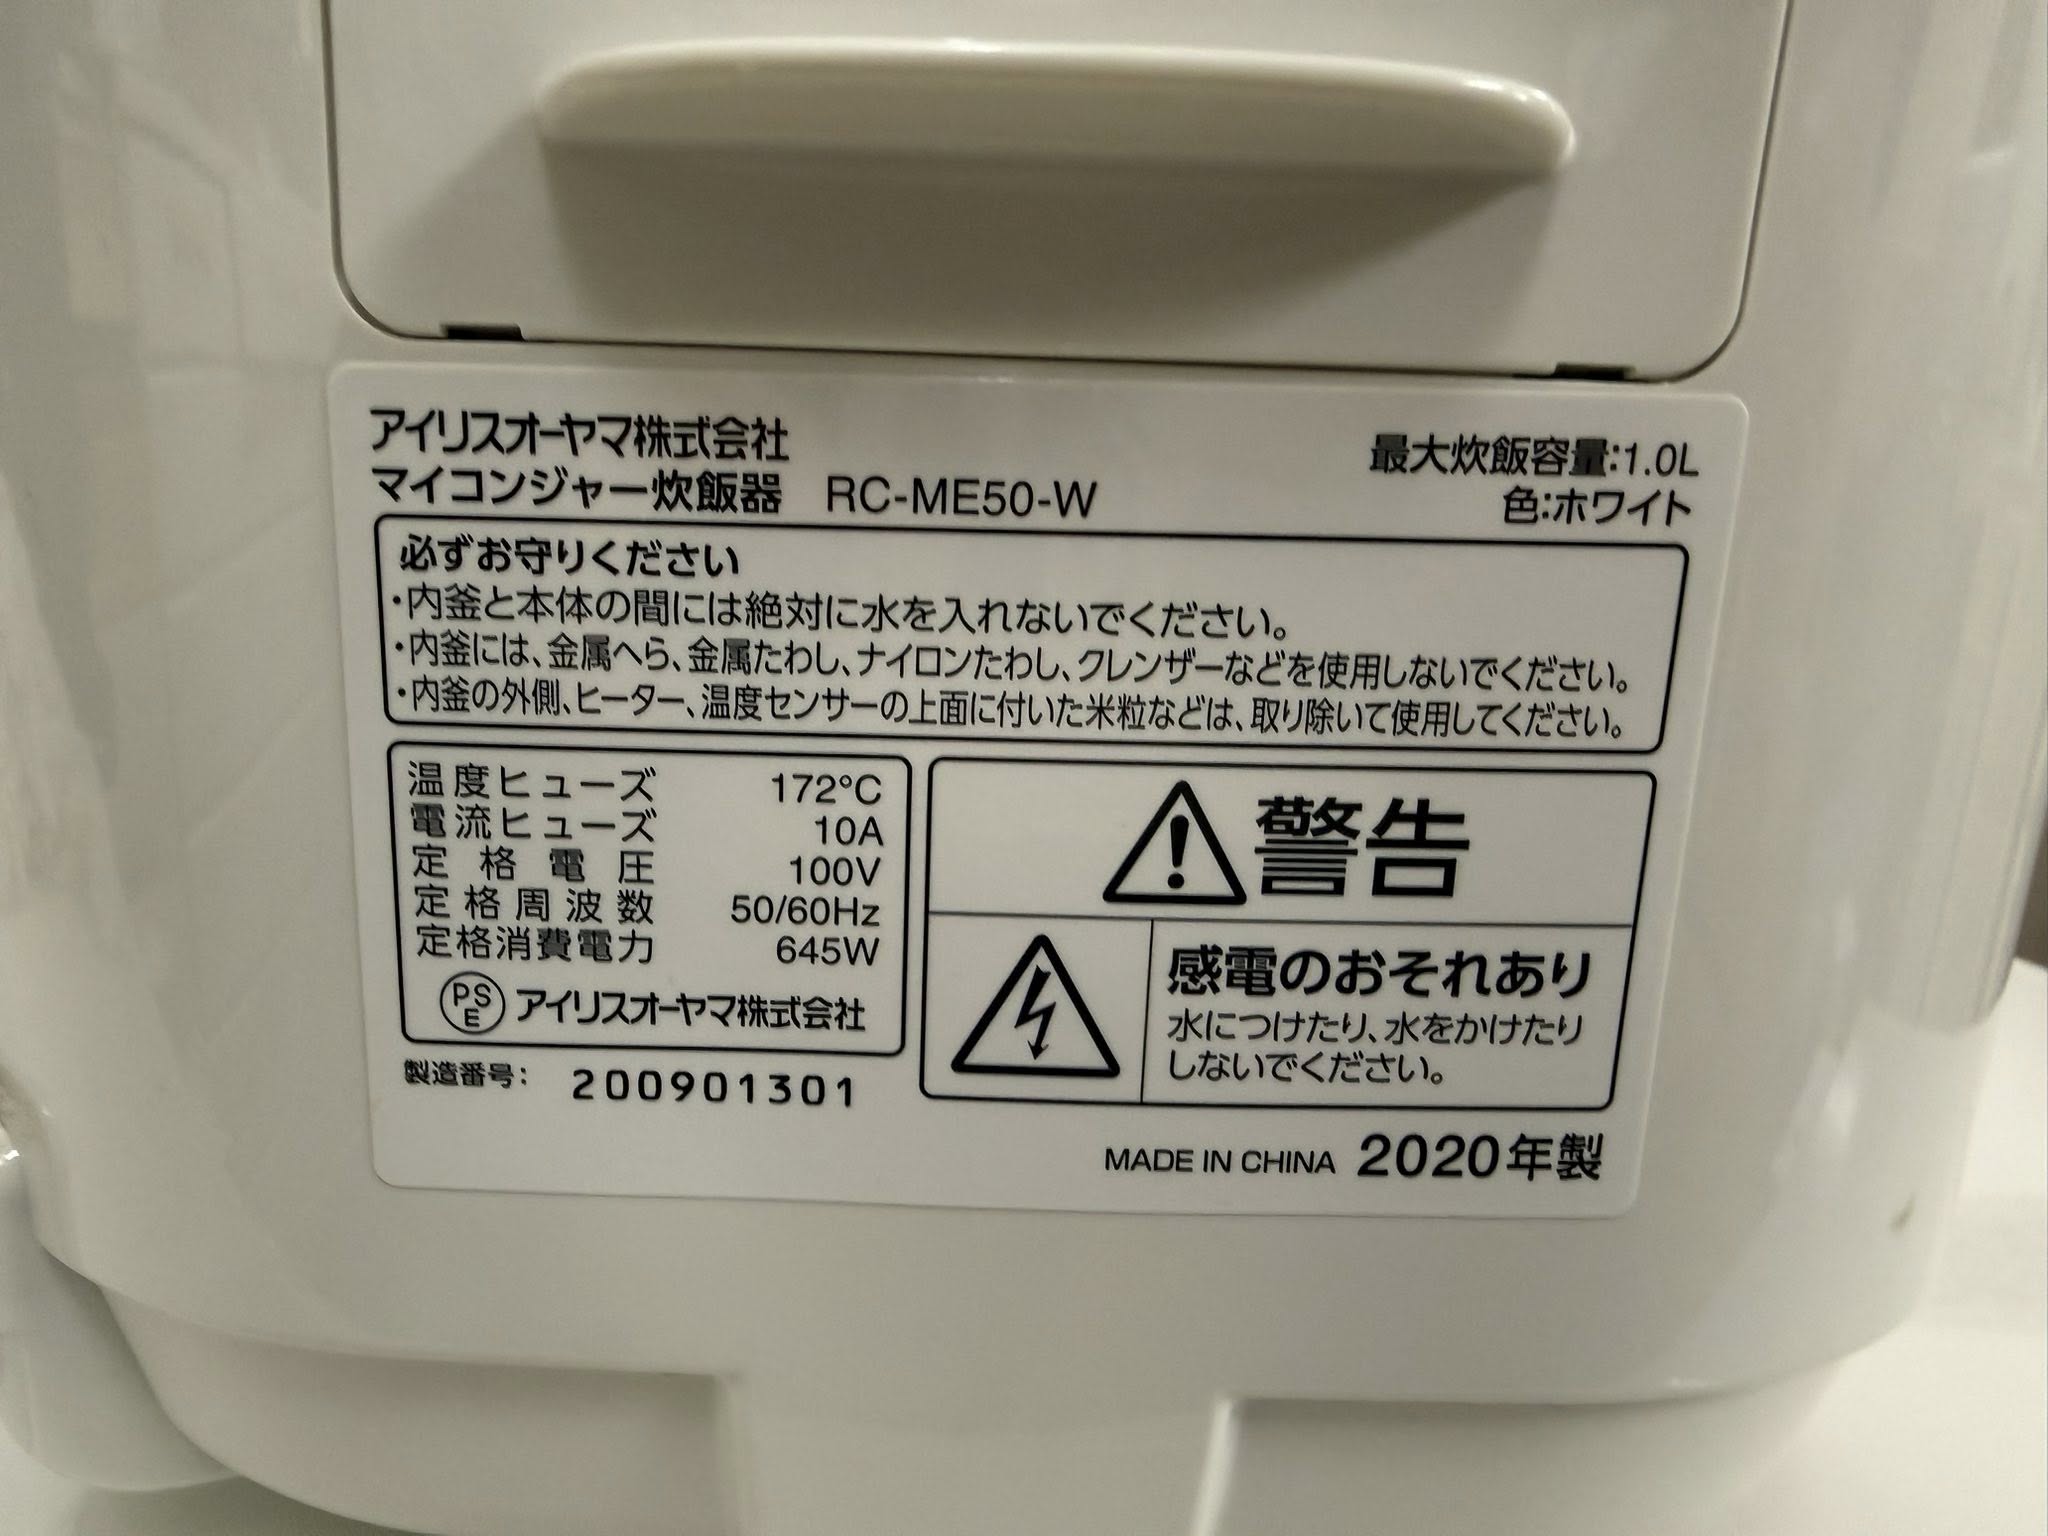 アイリスオーヤマ株式会社
マイコンジャー炊飯器 RC-ME50-W
最大炊飯容量:1.0L
色:ホワイト
必ずお守りください
・内釜と本体の間には絶対に水を入れないでください。
・内釜には、金属へら、金属たわし、ナイロンたわし、クレンザーなどを使用しないでください。
・内釜の外側、ヒーター、温度センサーの上面に付いた米粒などは、取り除いて使用してください。
温度ヒューズ 172℃
電流ヒューズ 10A
定格電圧 100V
定格周波数 50/60Hz
定格消費電力 645W
PSE アイリスオーヤマ株式会社
製造番号: 200901301
警告
感電のおそれあり
水につけたり、水をかけたり
しないでください。
MADE IN CHINA 2020年製